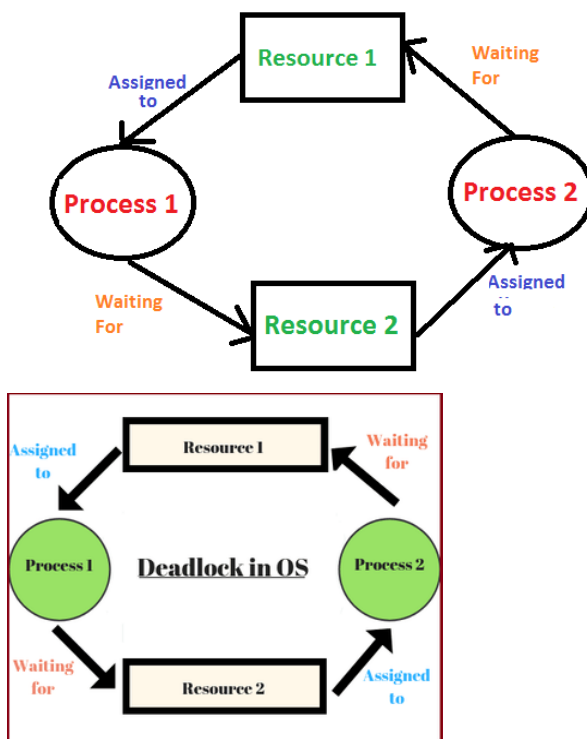 Resource 1
Assigned
to
Waiting
For
Process 1
Process 2
Waiting
For
Resource 2
Assigned
to
Assigned
to
Resource 1
Waiting
for
Process 1
Deadlock in OS
Process 2
Waiting
for
Resource 2
Assigned
to